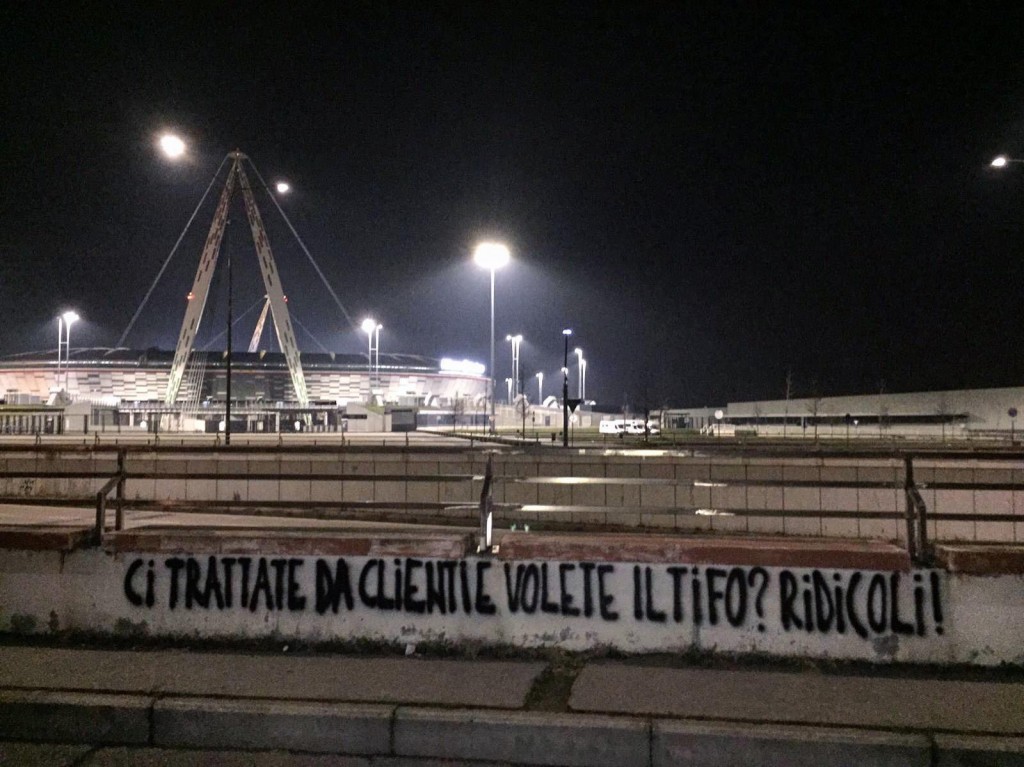 Ci TRATTATE DA CLiENTi E VOLETE IL TiFO? RiDiCOLi!